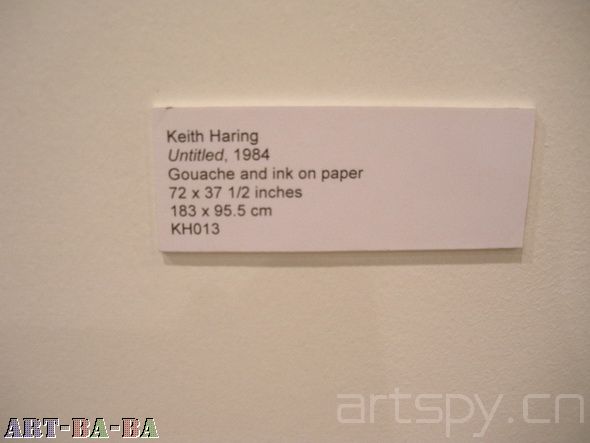 Keith Haring
Untitled, 1984
Gouache and ink on paper
72 x 37 1/2 inches
183 x 95.5 cm
KH013
artspy.cn
ART-BA-BA